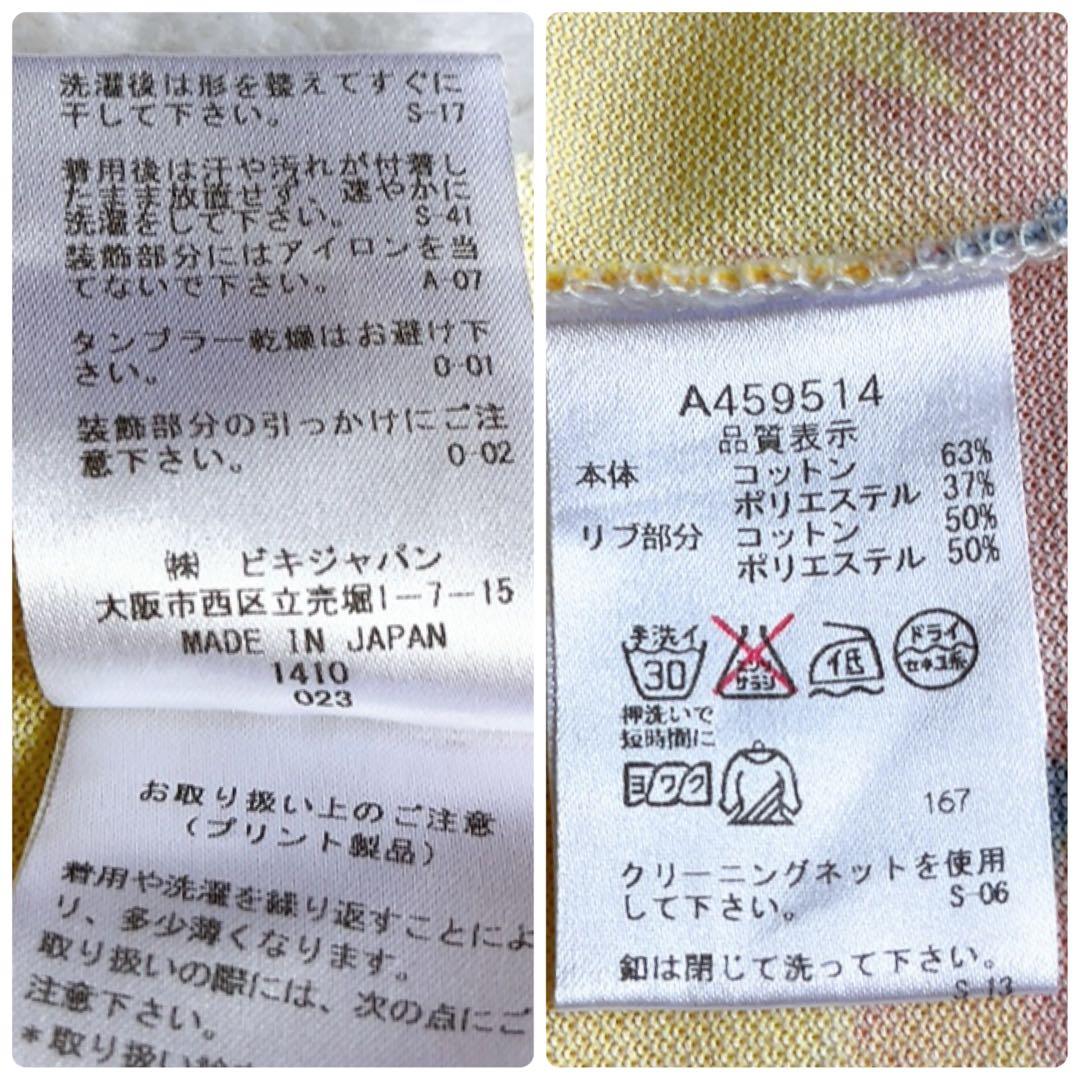 洗濯後は形を整えてすぐに
干して下さい。 S-17
着用後は汗や汚れが付着し
たまま放置せず、速やかに
洗濯をして下さい。 S-41
装飾部分にはアイロンを当
てないで下さい。 A-07
タンブラー乾燥はお避け下
さい。 O-01
装飾部分の引っかけにご注
意下さい。 O-02
㈱ ビキジャパン
大阪市西区立売堀1-7-15
MADE IN JAPAN
1410
023
お取り扱い上のご注意
(プリント製品)
着用や洗濯を繰り返すことによ
り、多少薄くなります。
取り扱いの際には、次の点にご
注意下さい。
*取り扱い
A459514
品質表示
本体 コットン 63%
ポリエステル 37%
リブ部分 コットン 50%
ポリエステル 50%
手洗イ
30
エンソ
サラシ
低
ドライ
セキユ系
押洗いで
短時間に
ヨワク
167
クリーニングネットを使用
して下さい。 S-06
釦は閉じて洗って下さい。
S-13